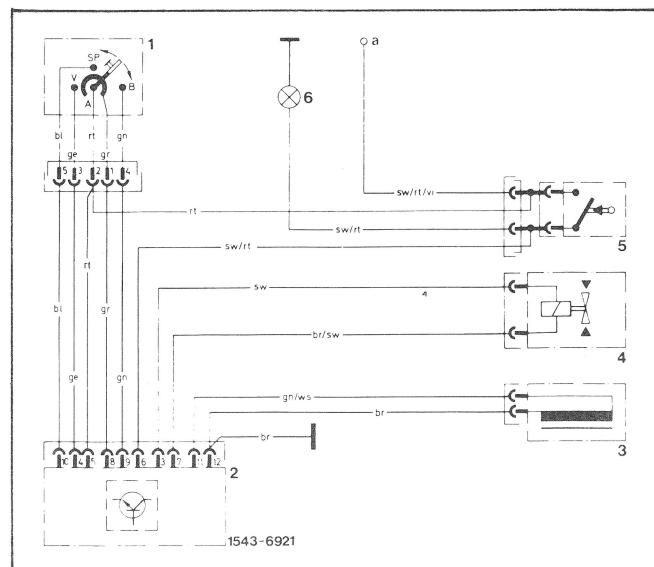 1
SP
V
B
A
a
6
bl
rt
gn
ge
gr
5 3 2 1 4
sw/rt/vi
rt
sw/rt
5
sw/rt
rt
sw
4
bl
gr
br/sw
4
ge
gn
gn/ws
br
br
3
10 4 5 8 9 6 3 7 11 12
2
1543-6921